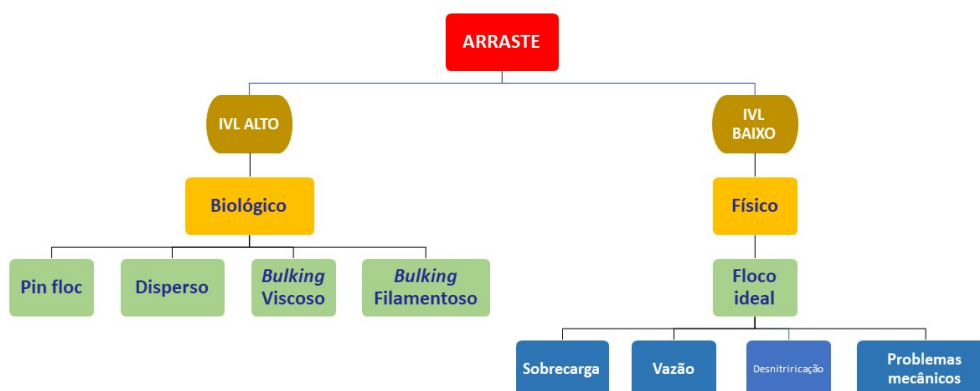 ARRASTE
IVL ALTO
IVL
BAIXO
Biológico
Físico
Pin floc
Disperso
Bulking
Viscoso
Bulking
Filamentoso
Floco
ideal
Sobrecarga
Vazão
Desnitriricação
Problemas
mecânicos